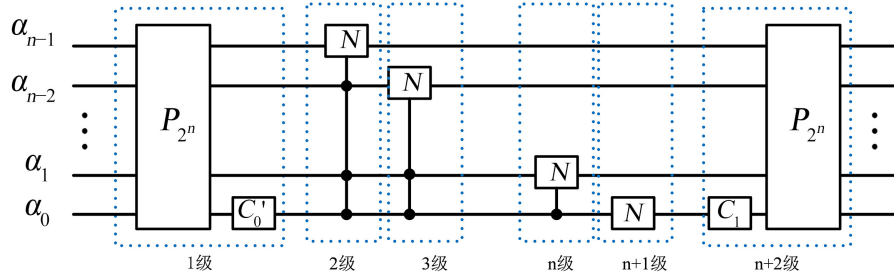 α_{n-1}
α_{n-2}
⋮
α_1
α_0
P_{2^n}
C_0'
N
N
N
N
C_1
P_{2^n}
⋮
1级 2级 3级 n级 n+1级 n+2级